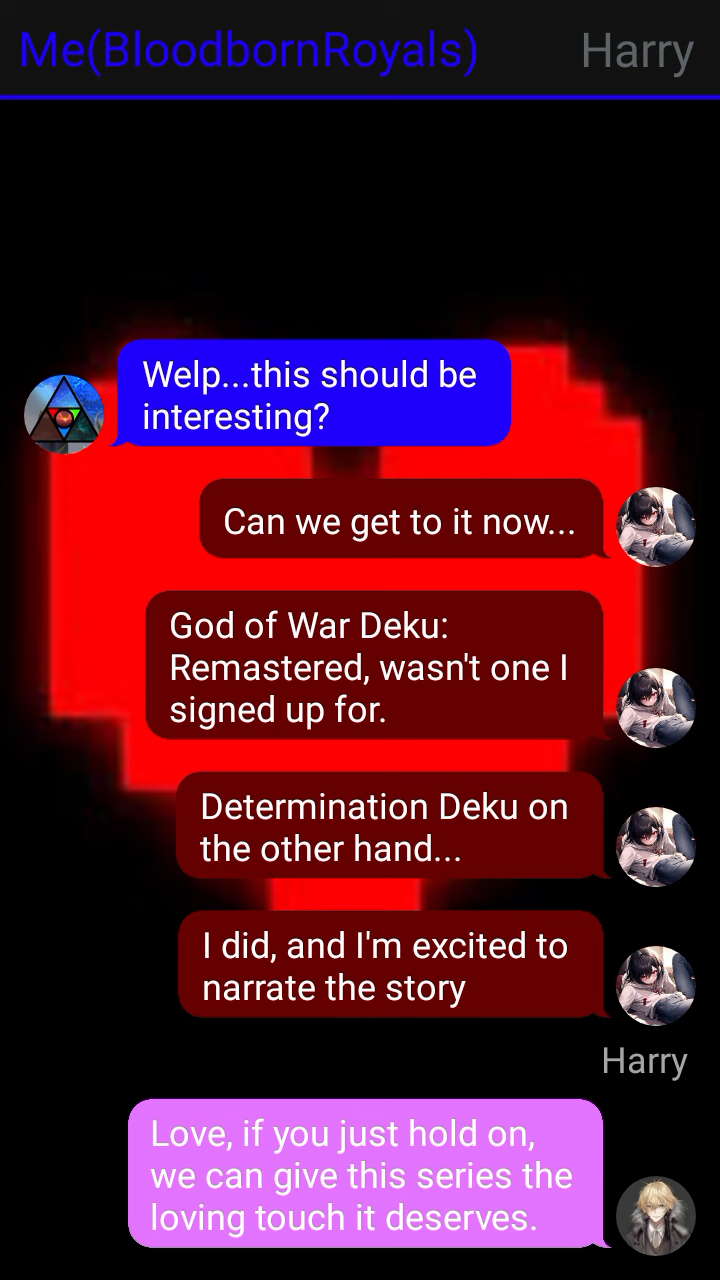 Me(BloodbornRoyals)
Harry
Welp...this should be
interesting?
Can we get to it now...
God of War Deku:
Remastered, wasn't one I
signed up for.
Determination Deku on
the other hand...
I did, and I'm excited to
narrate the story
Harry
Love, if you just hold on,
we can give this series the
loving touch it deserves.